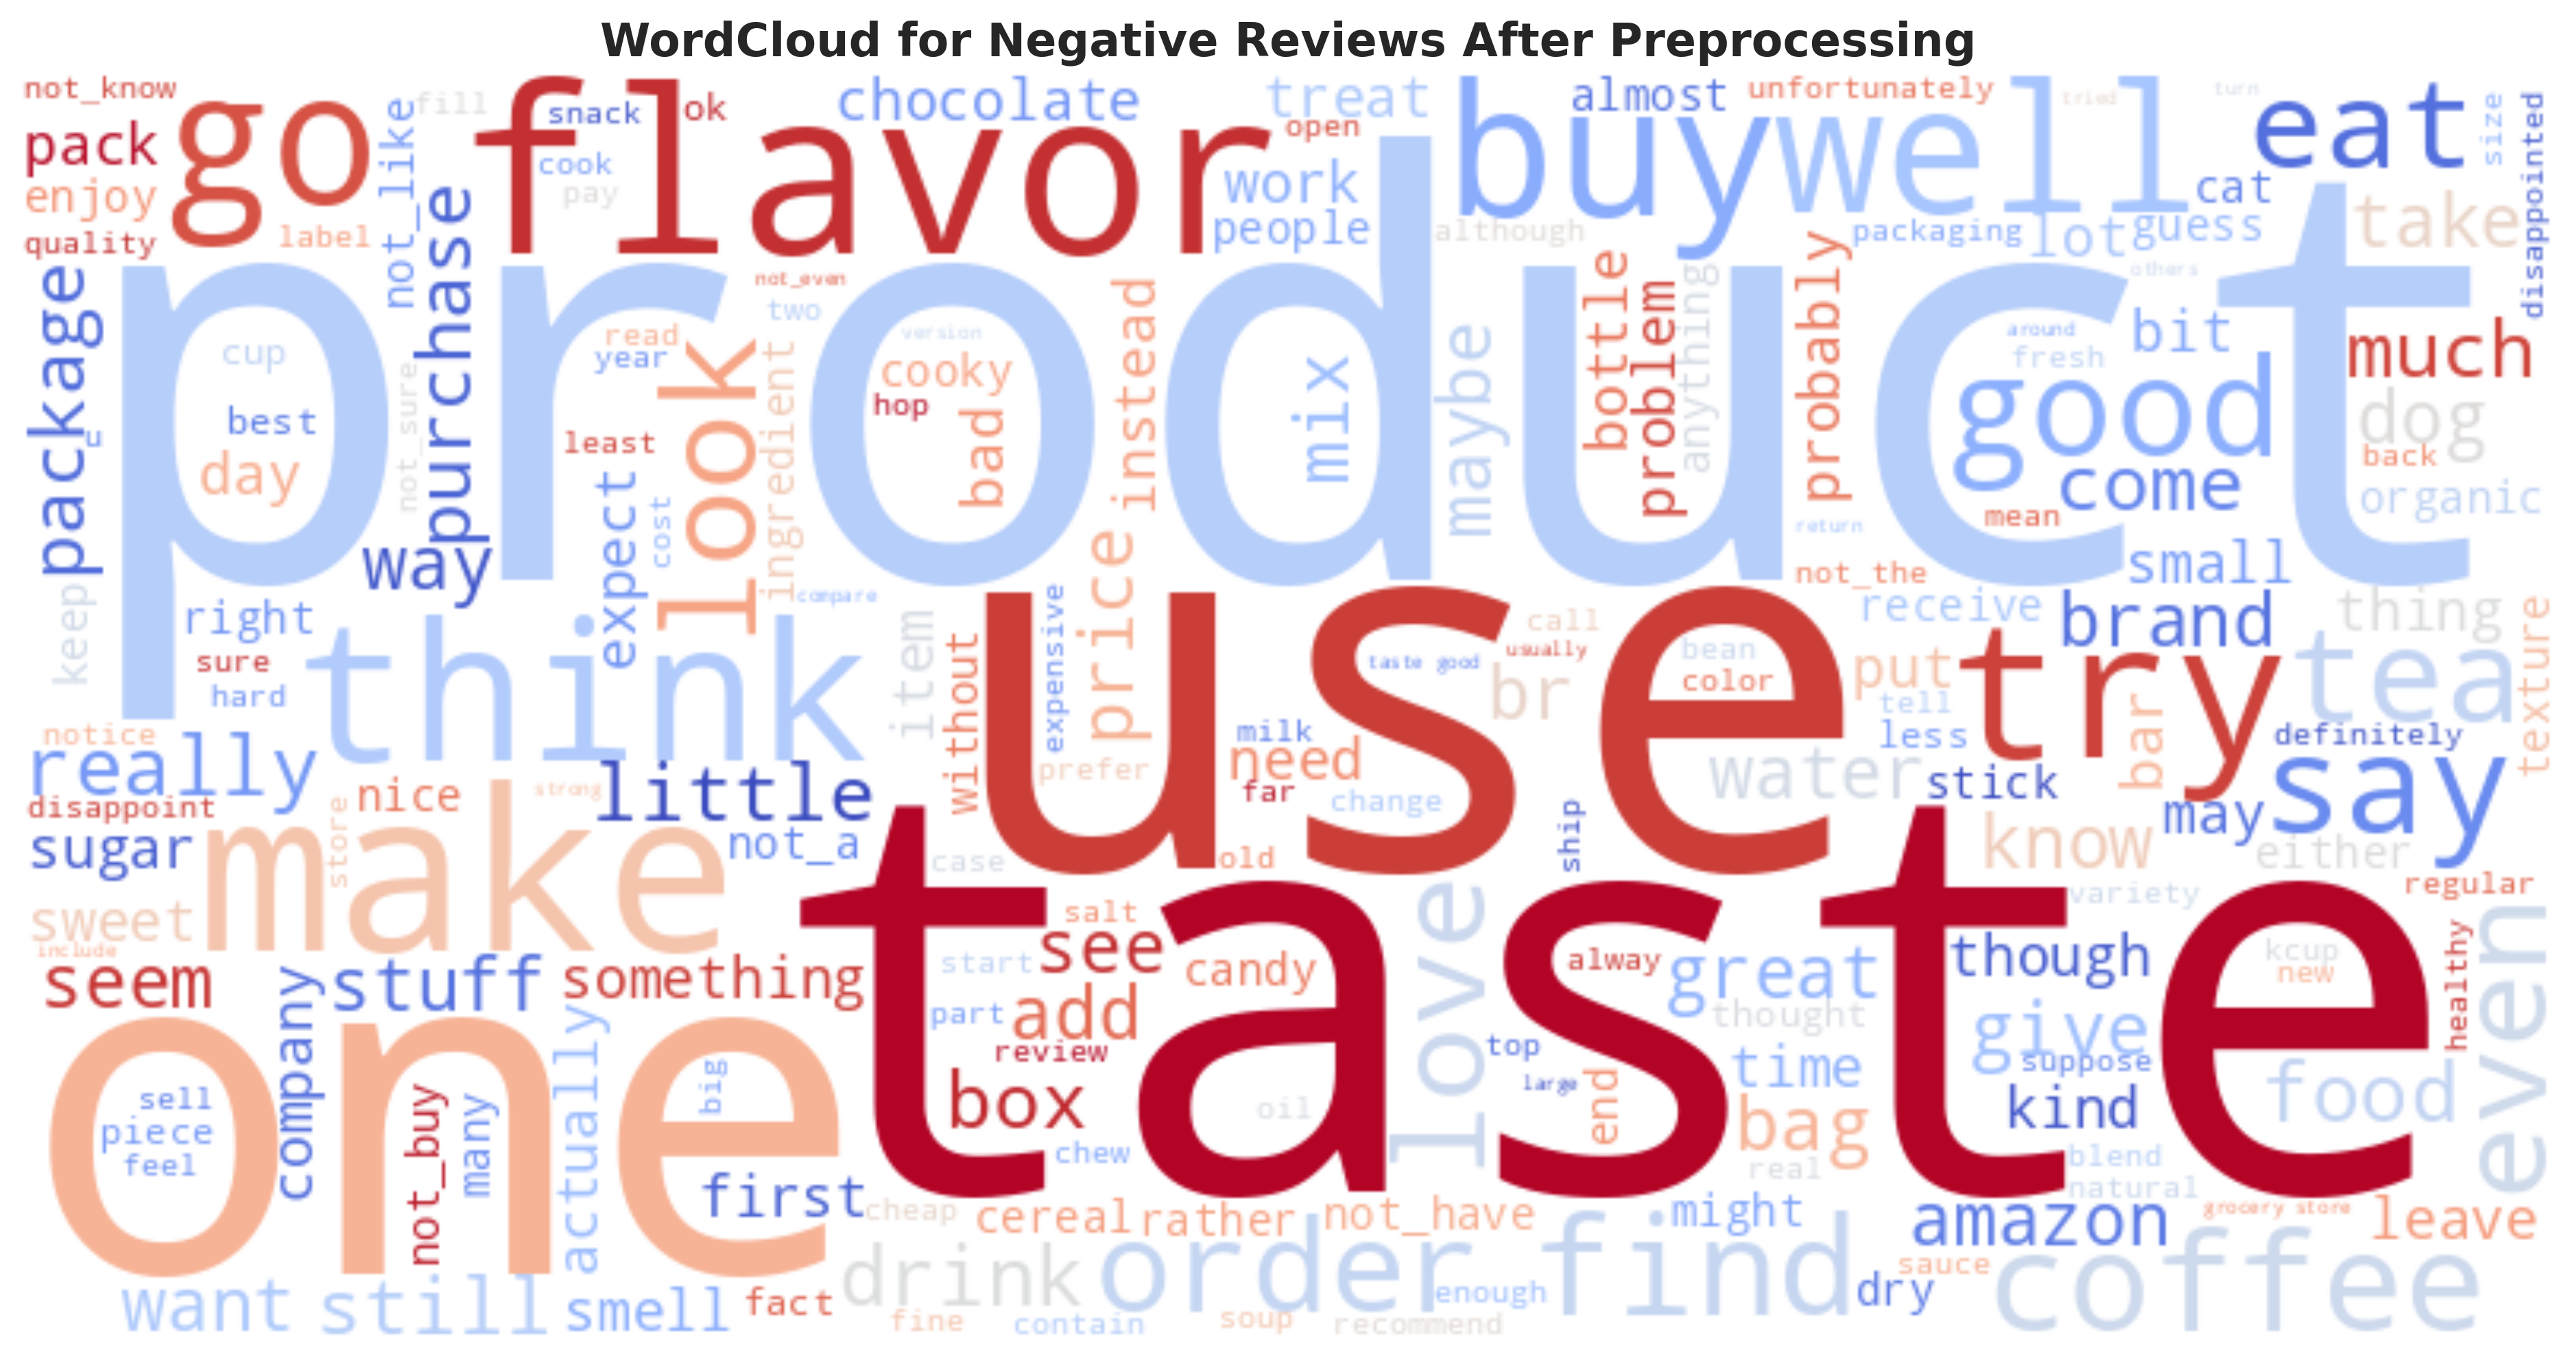 WordCloud for Negative Reviews After Preprocessing
not_know
go
not_like
fill
flavor
snack
ok
chocolate
treat
buy
almost
unfortunately
well
tried
turn
eat
size
disappointed
pack
cook
pay
open
work
cat
take
enjoy
quality
label
purchase
people
although
packaging
lot
guess
others
package
product
not_even
two
read
year
look
ingredient
version
cooky
hop
bad
instead
mix
maybe
bottle
problem
anything
probably
around
fresh
bit
much
cup
best
day
not_sure
least
good
dog
back
organic
come
mean
return
way
expect
cost
price
not_the
small
keep
right
sure
hard
think
compare
item
without
expensive
use
taste good
usually
call
br
bean
color
receive
brand
thing
texture
put
tell
less
try
tea
notice
really
milk
need
prefer
far
change
water
stick
bar
definitely
may
say
disappoint
sugar
make
store
nice
strong
little
not_a
case
old
ship
know
either
sweet
include
taste
salt
see
candy
love
alway
great
variety
regular
though
kcup
new
healthy
even
seem
company
stuff
something
actually
start
part
add
review
box
oil
chew
top
large
end
thought
time
bag
real
give
suppose
kind
food
one
sell
piece
feel
not_buy
many
big
first
blend
natural
cheap
cereal
rather
not_have
might
amazon
grocery store
leave
want
still
smell
fact
drink
fine
order
contain
soup
enough
recommend
find
dry
sauce
coffee